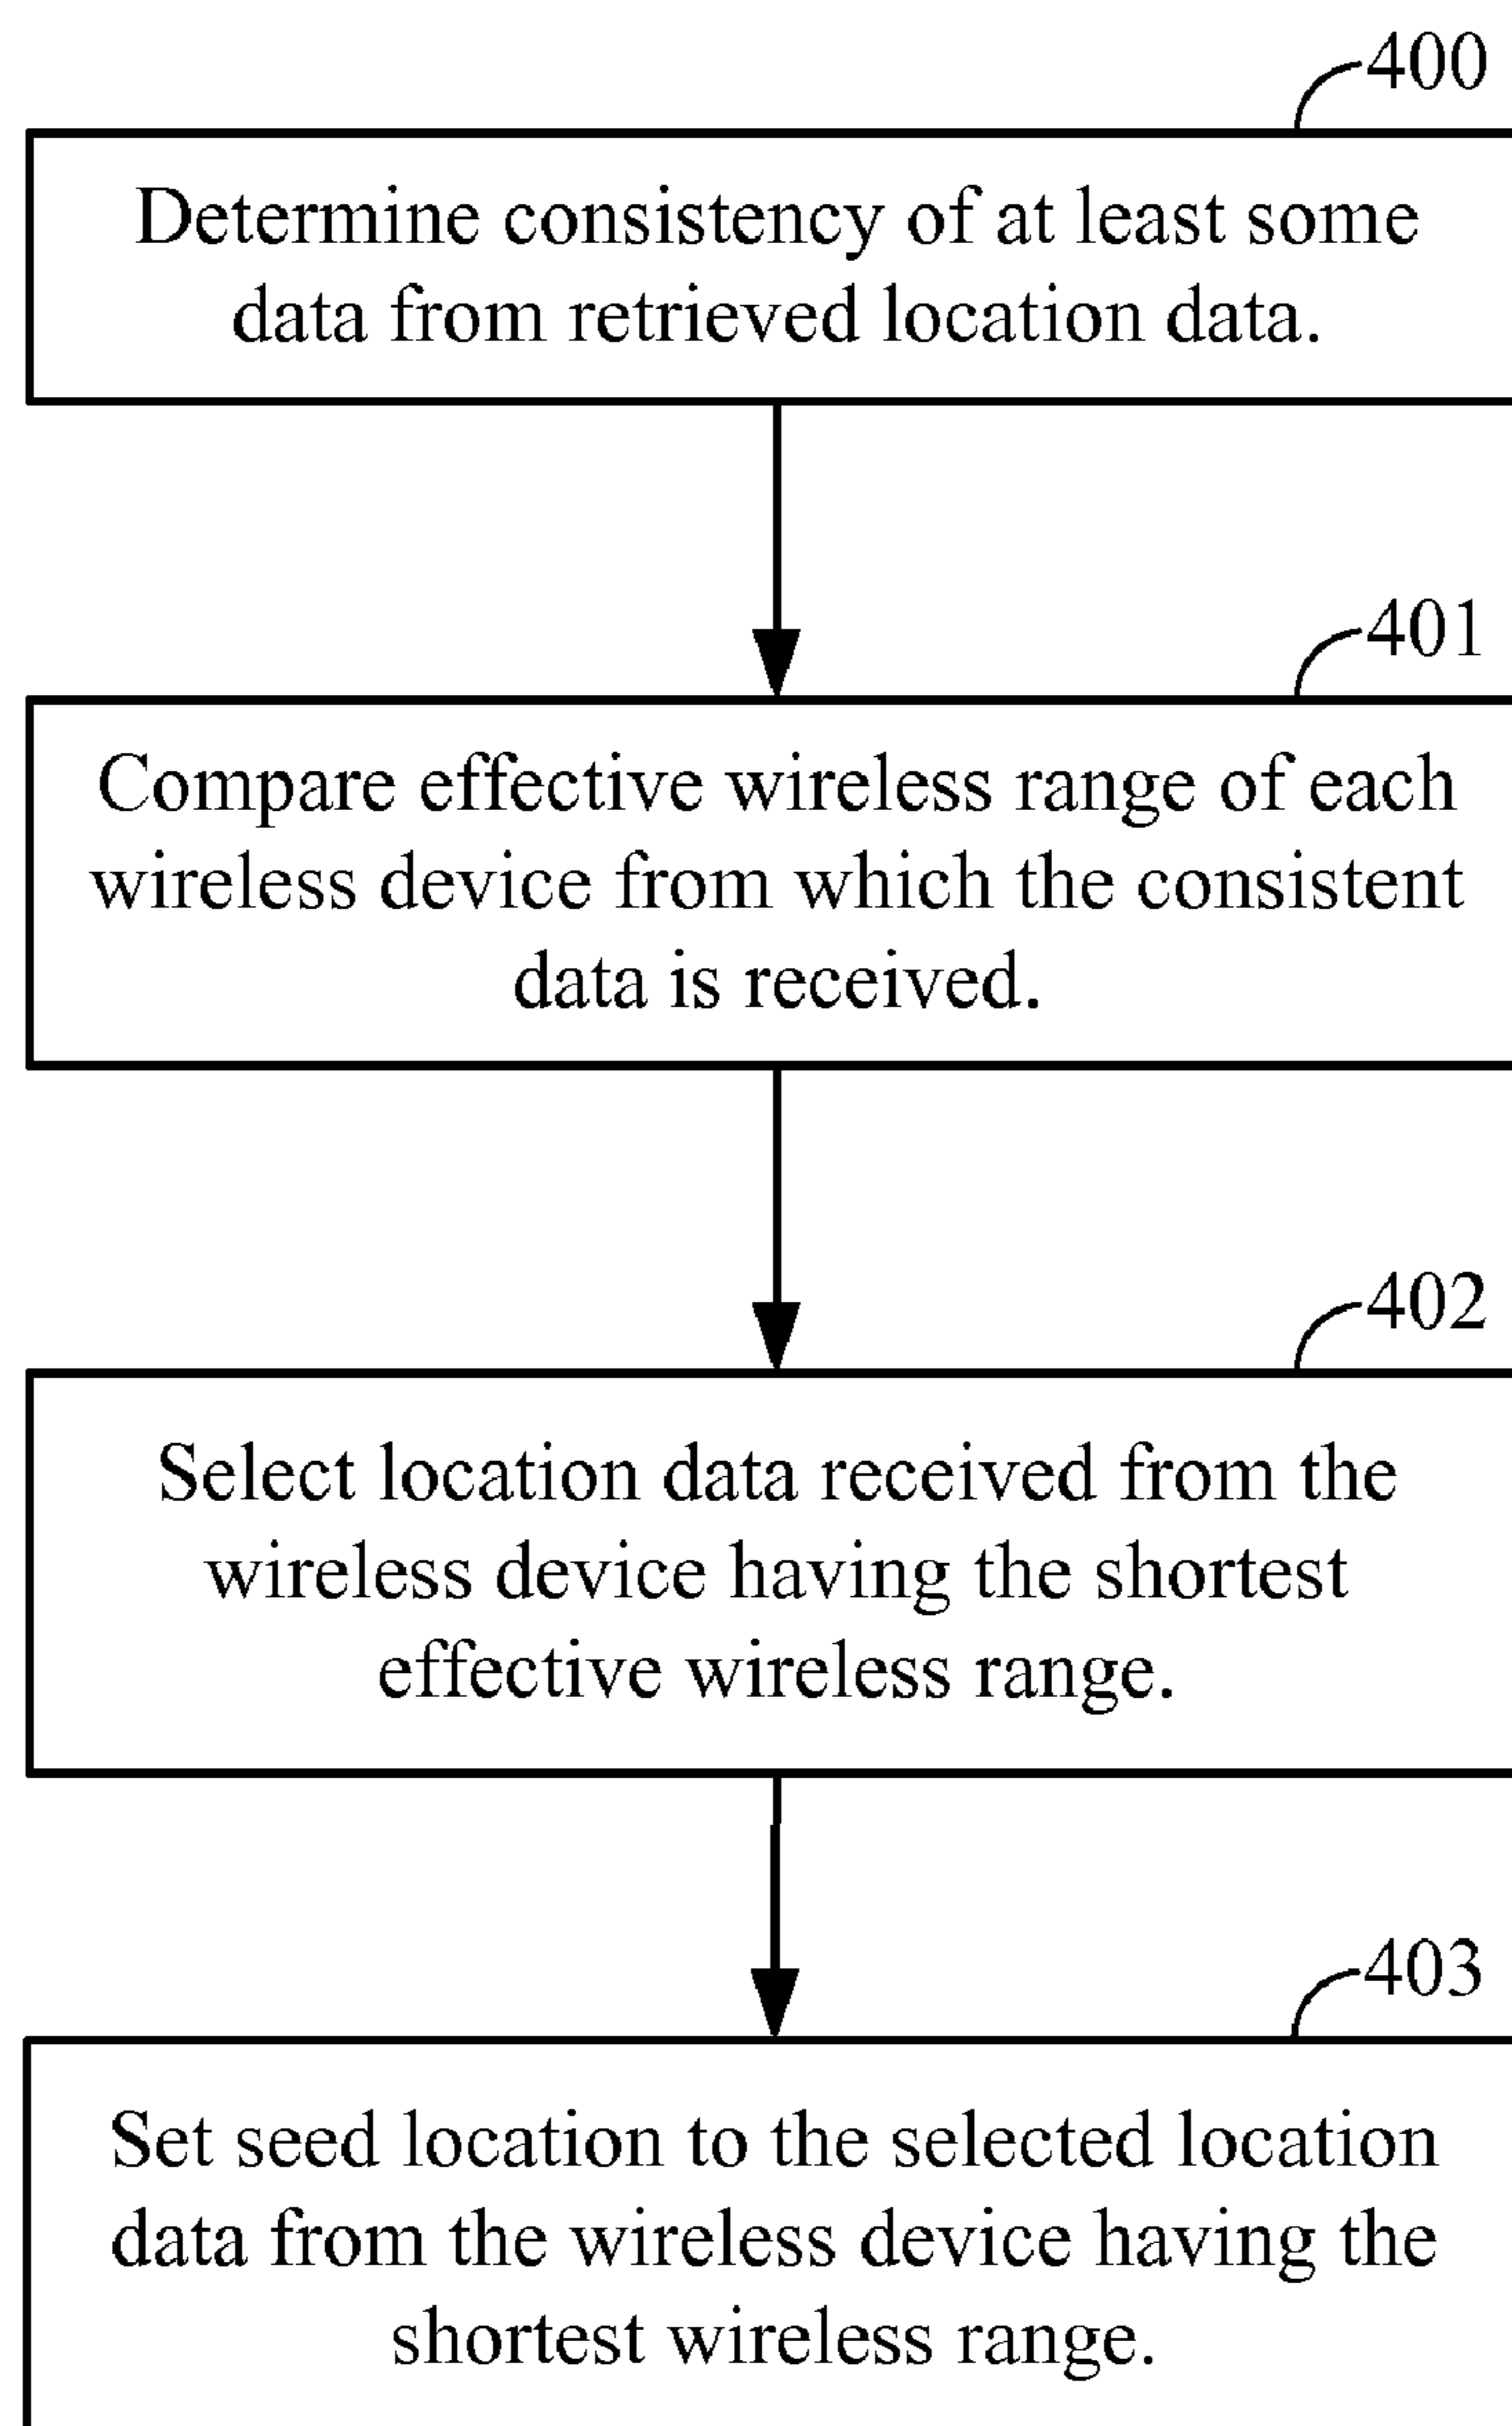 400
Determine consistency of at least some
data from retrieved location data.
401
Compare effective wireless range of each
wireless device from which the consistent
data is received.
402
Select location data received from the
wireless device having the shortest
effective wireless range.
403
Set seed location to the selected location
data from the wireless device having the
shortest wireless range.